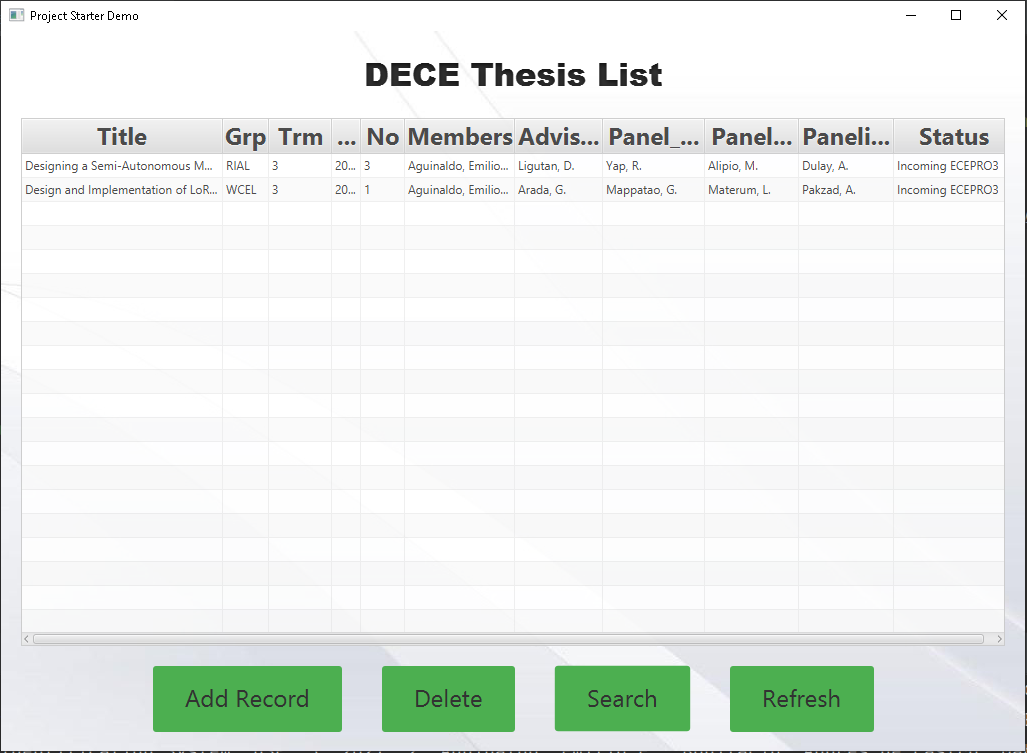 Project Starter Demo
DECE Thesis List
Title Grp Trm ... No Members Advis... Panel_... Panel... Paneli... Status
Designing a Semi-Autonomous M... RIAL 3 20... 3 Aguinaldo, Emilio... Ligutan, D. Yap, R. Alipio, M. Dulay, A. Incoming ECEPRO3
Design and Implementation of LoR... WCEL 3 20... 1 Aguinaldo, Emilio... Arada, G. Mappatao, G. Materum, L. Pakzad, A. Incoming ECEPRO3
Add Record Delete Search Refresh